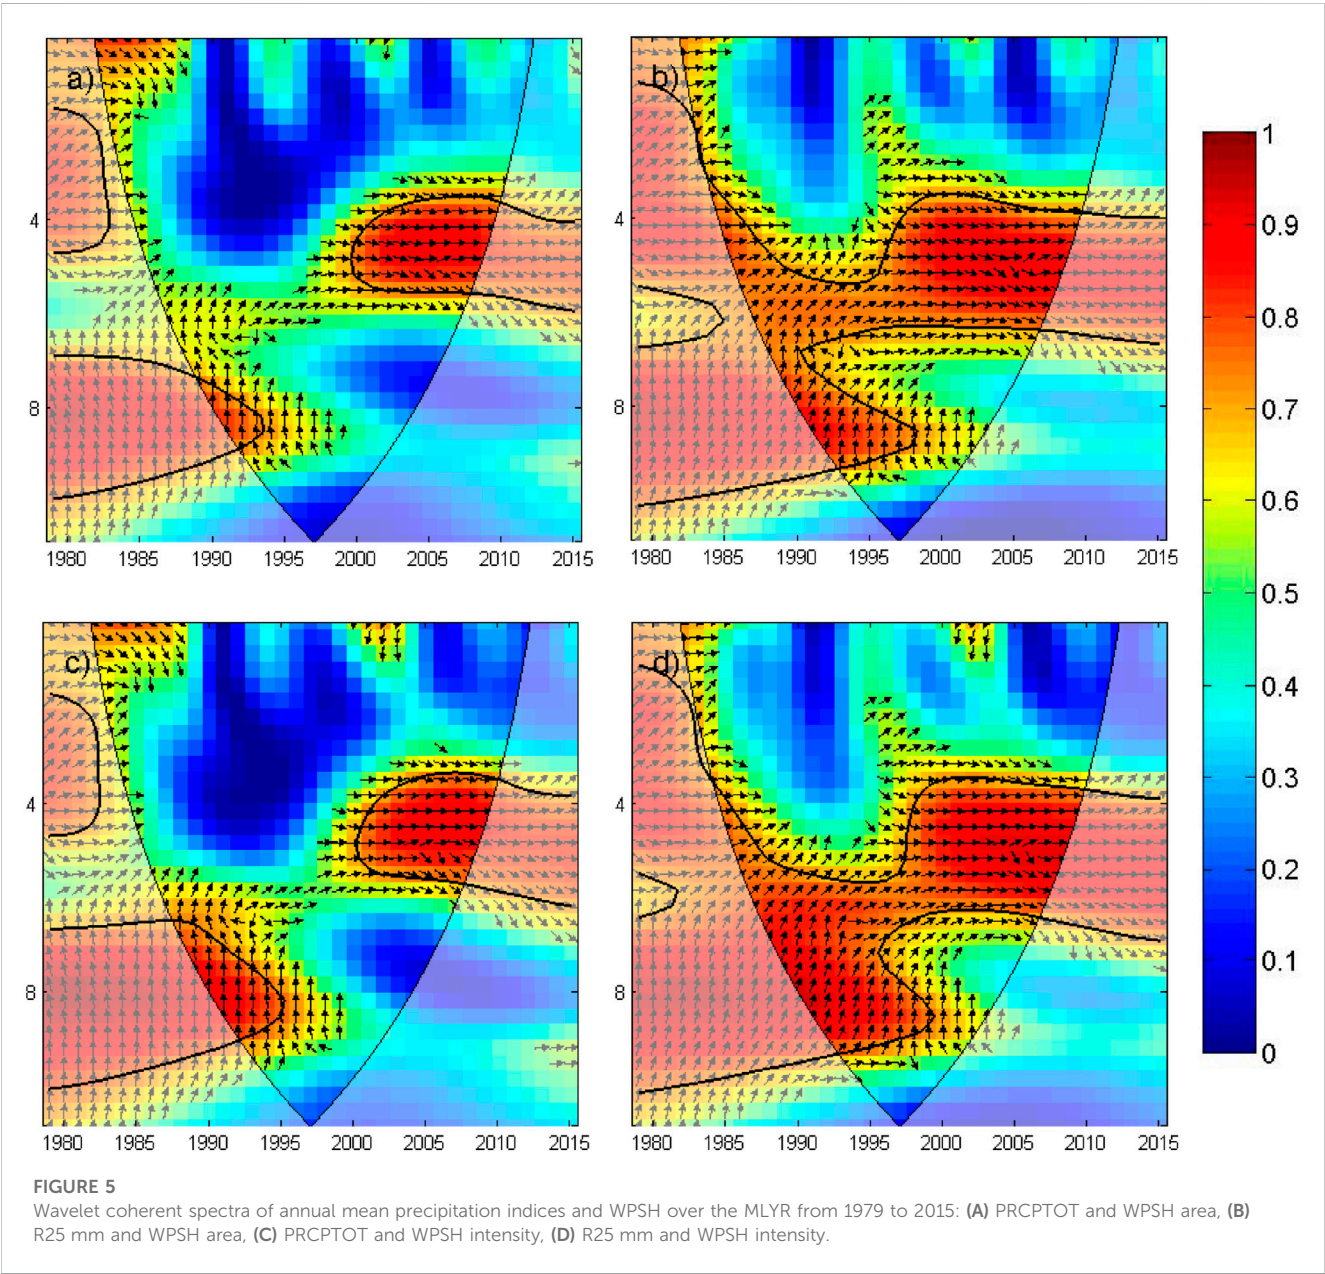 a)
b)
4
4
8
8
1980 1985 1990 1995 2000 2005 2010 2015
1980 1985 1990 1995 2000 2005 2010 2015
c)
d)
4
4
8
8
1980 1985 1990 1995 2000 2005 2010 2015
1980 1985 1990 1995 2000 2005 2010 2015
1
0.9
0.8
0.7
0.6
0.5
0.4
0.3
0.2
0.1
0
FIGURE 5
Wavelet coherent spectra of annual mean precipitation indices and WPSH over the MLYR from 1979 to 2015: (A) PRCPTOT and WPSH area, (B)
R25 mm and WPSH area, (C) PRCPTOT and WPSH intensity, (D) R25 mm and WPSH intensity.